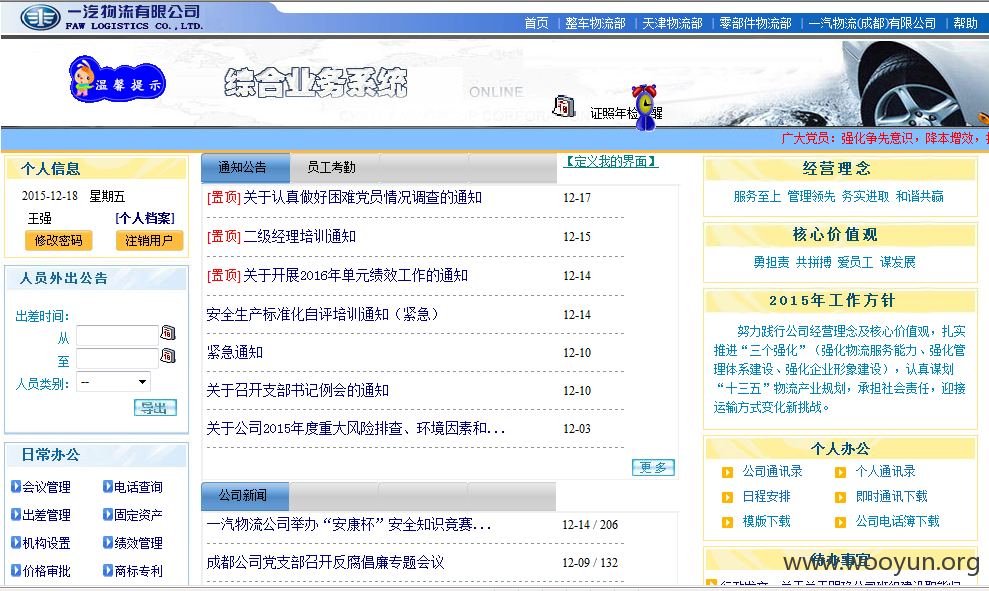 一汽物流有限公司
FAW LOGISTICS CO.,LTD.
首页 | 整车物流部 | 天津物流部 | 零部件物流部 | 一汽物流(成都)有限公司 | 帮助
温馨提示
综合业务系统
ONLINE
证照年检 醒
广大党员：强化争先意识，降本增效，
个人信息
2015-12-18 星期五
王强 [个人档案]
修改密码 注销用户
人员外出公告
出差时间：
从
至
人员类别： --
导出
日常办公
会议管理 电话查询
出差管理 固定资产
机构设置 绩效管理
价格审批 商标专利
通知公告 员工考勤 【定义我的界面】
[置顶]关于认真做好困难党员情况调查的通知 12-17
[置顶]二级经理培训通知 12-15
[置顶]关于开展2016年单元绩效工作的通知 12-14
安全生产标准化自评培训通知（紧急） 12-14
紧急通知 12-10
关于召开支部书记例会的通知 12-10
关于公司2015年度重大风险排查、环境因素和... 12-03
更多
公司新闻
一汽物流公司举办“安康杯”安全知识竞赛... 12-14 / 206
成都公司党支部召开反腐倡廉专题会议 12-09 / 132
经营理念
服务至上 管理领先 务实进取 和谐共赢
核心价值观
勇担责 共拼搏 爱员工 谋发展
2015年工作方针
努力践行公司经营理念及核心价值观，扎实
推进“三个强化”（强化物流服务能力、强化管
理体系建设、强化企业形象建设），认真谋划
“十三五”物流产业规划，承担社会责任，迎接
运输方式变化新挑战。
个人办公
公司通讯录 个人通讯录
日程安排 即时通讯下载
模版下载 公司电话簿下载
待办事宜
www.wooyun.org